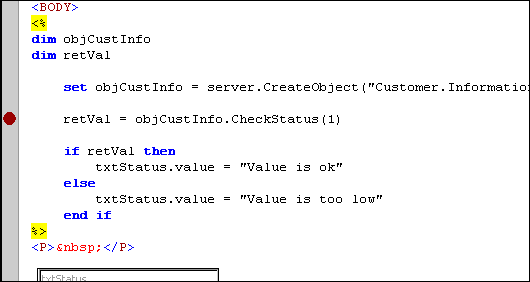 <BODY>
<%
dim objCustInfo
dim retVal
set objCustInfo = server.CreateObject("Customer.Informatio
retVal = objCustInfo.CheckStatus(1)
if retVal then
txtStatus.value = "Value is ok"
else
txtStatus.value = "Value is too low"
end if
%>
<P>&nbsp;</P>
txtStatus